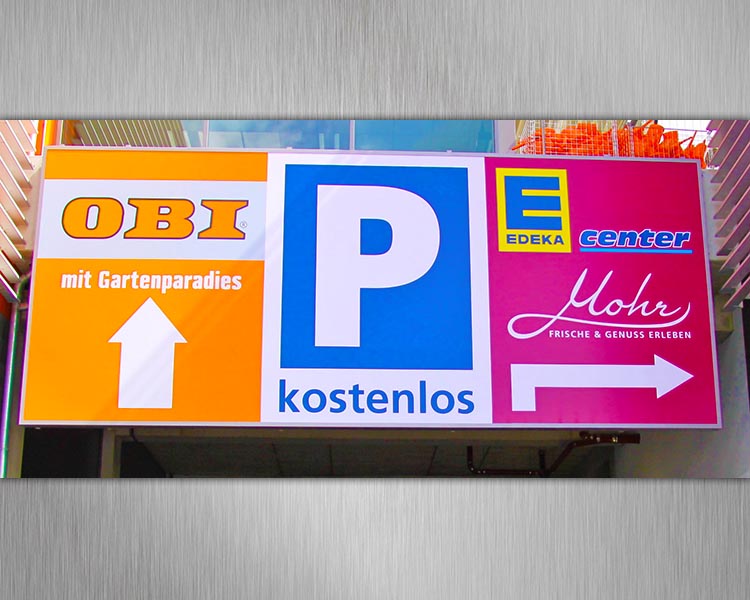 OBI®
mit Gartenparadies
P
kostenlos
E
EDEKA
center
Mohr
FRISCHE & GENUSS ERLEBEN